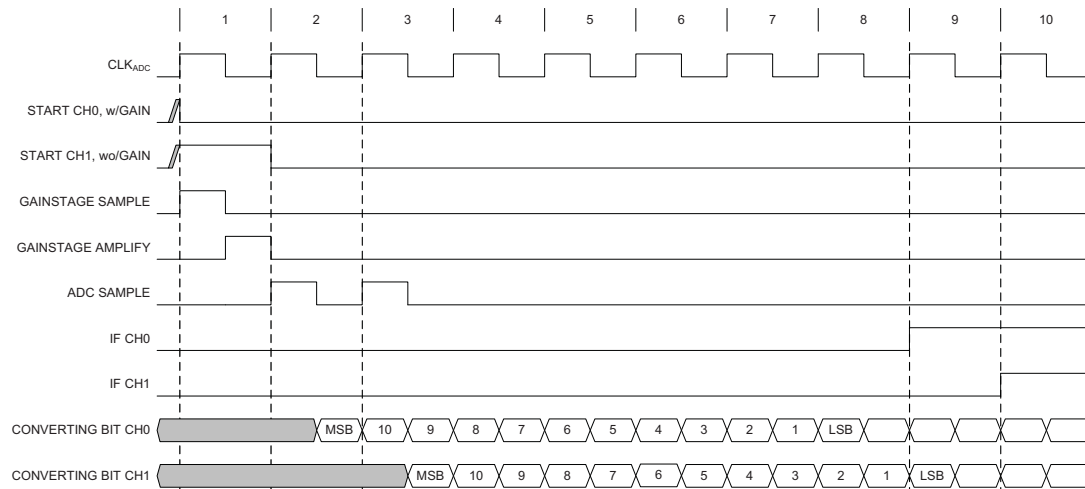 1 2 3 4 5 6 7 8 9 10
CLKADC
START CH0, w/GAIN
START CH1, wo/GAIN
GAINSTAGE SAMPLE
GAINSTAGE AMPLIFY
ADC SAMPLE
IF CH0
IF CH1
CONVERTING BIT CH0 MSB 10 9 8 7 6 5 4 3 2 1 LSB
CONVERTING BIT CH1 MSB 10 9 8 7 6 5 4 3 2 1 LSB